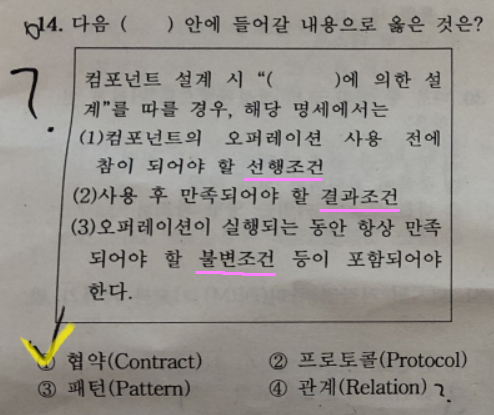 14. 다음 (      ) 안에 들어갈 내용으로 옳은 것은?
?
컴포넌트 설계 시 “(      )에 의한 설
계”를 따를 경우, 해당 명세에서는
(1)컴포넌트의 오퍼레이션 사용 전에
참이 되어야 할 선행조건
(2)사용 후 만족되어야 할 결과조건
(3)오퍼레이션이 실행되는 동안 항상 만족
되어야 할 불변조건 등이 포함되어야
한다.
① 협약(Contract) ② 프로토콜(Protocol)
③ 패턴(Pattern) ④ 관계(Relation) ?